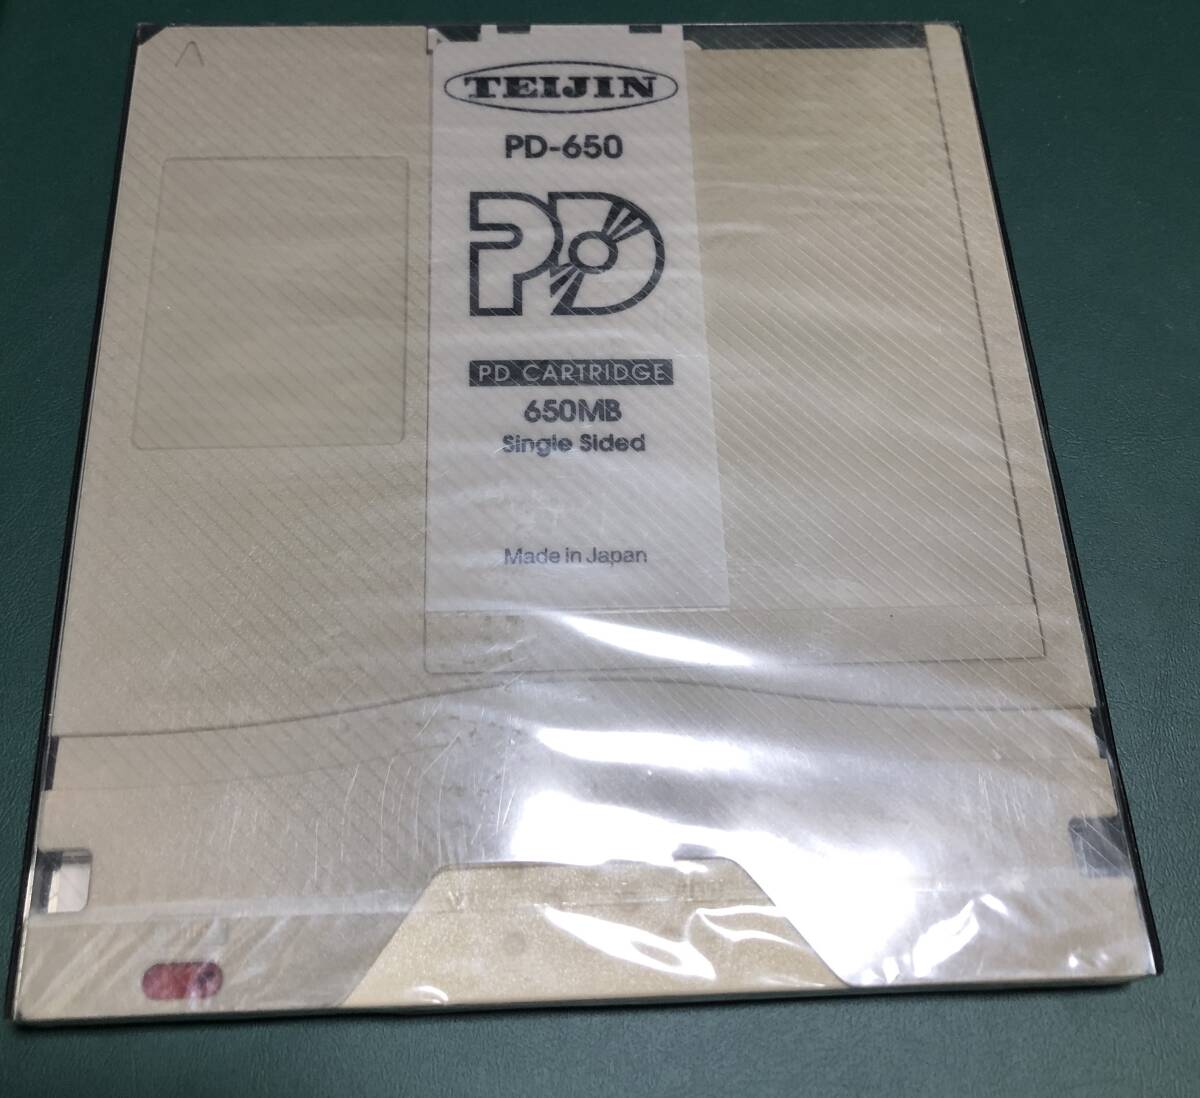 TEIJIN
PD-650
PD
PD CARTRIDGE
650MB
Single Sided
Made in Japan